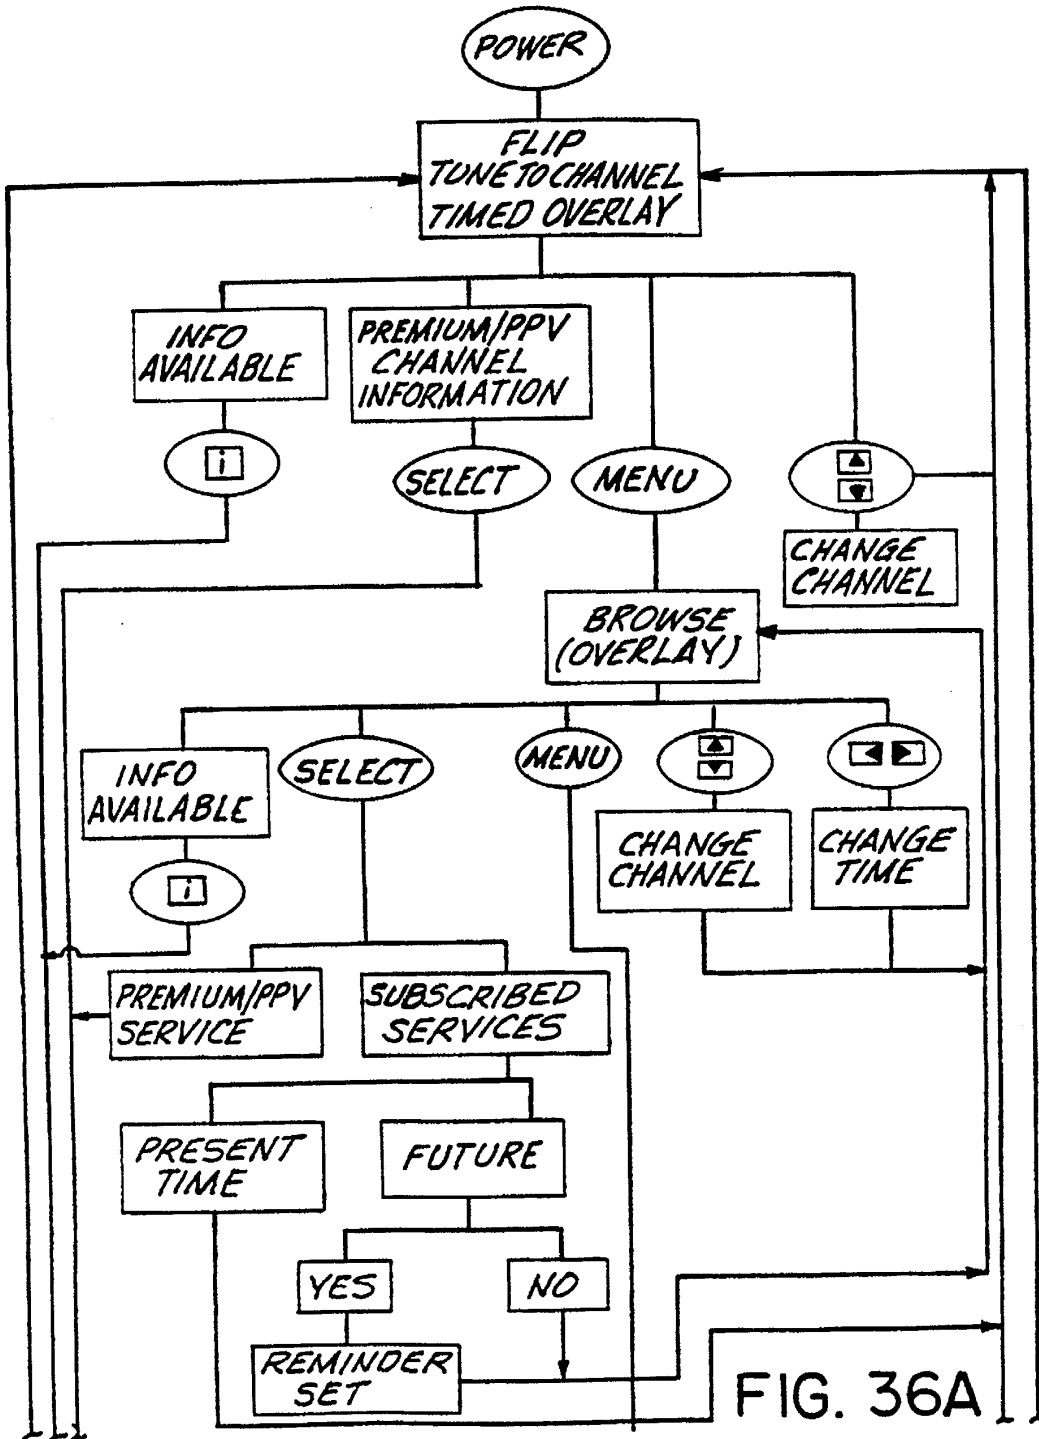 POWER
FLIP
TUNE TO CHANNEL
TIMED OVERLAY
INFO
AVAILABLE
PREMIUM/PPV
CHANNEL
INFORMATION
i
SELECT
MENU
CHANGE
CHANNEL
BROWSE
(OVERLAY)
INFO
AVAILABLE
SELECT
MENU
CHANGE
CHANNEL
CHANGE
TIME
i
PREMIUM/PPV
SERVICE
SUBSCRIBED
SERVICES
PRESENT
TIME
FUTURE
YES
NO
REMINDER
SET
FIG. 36A